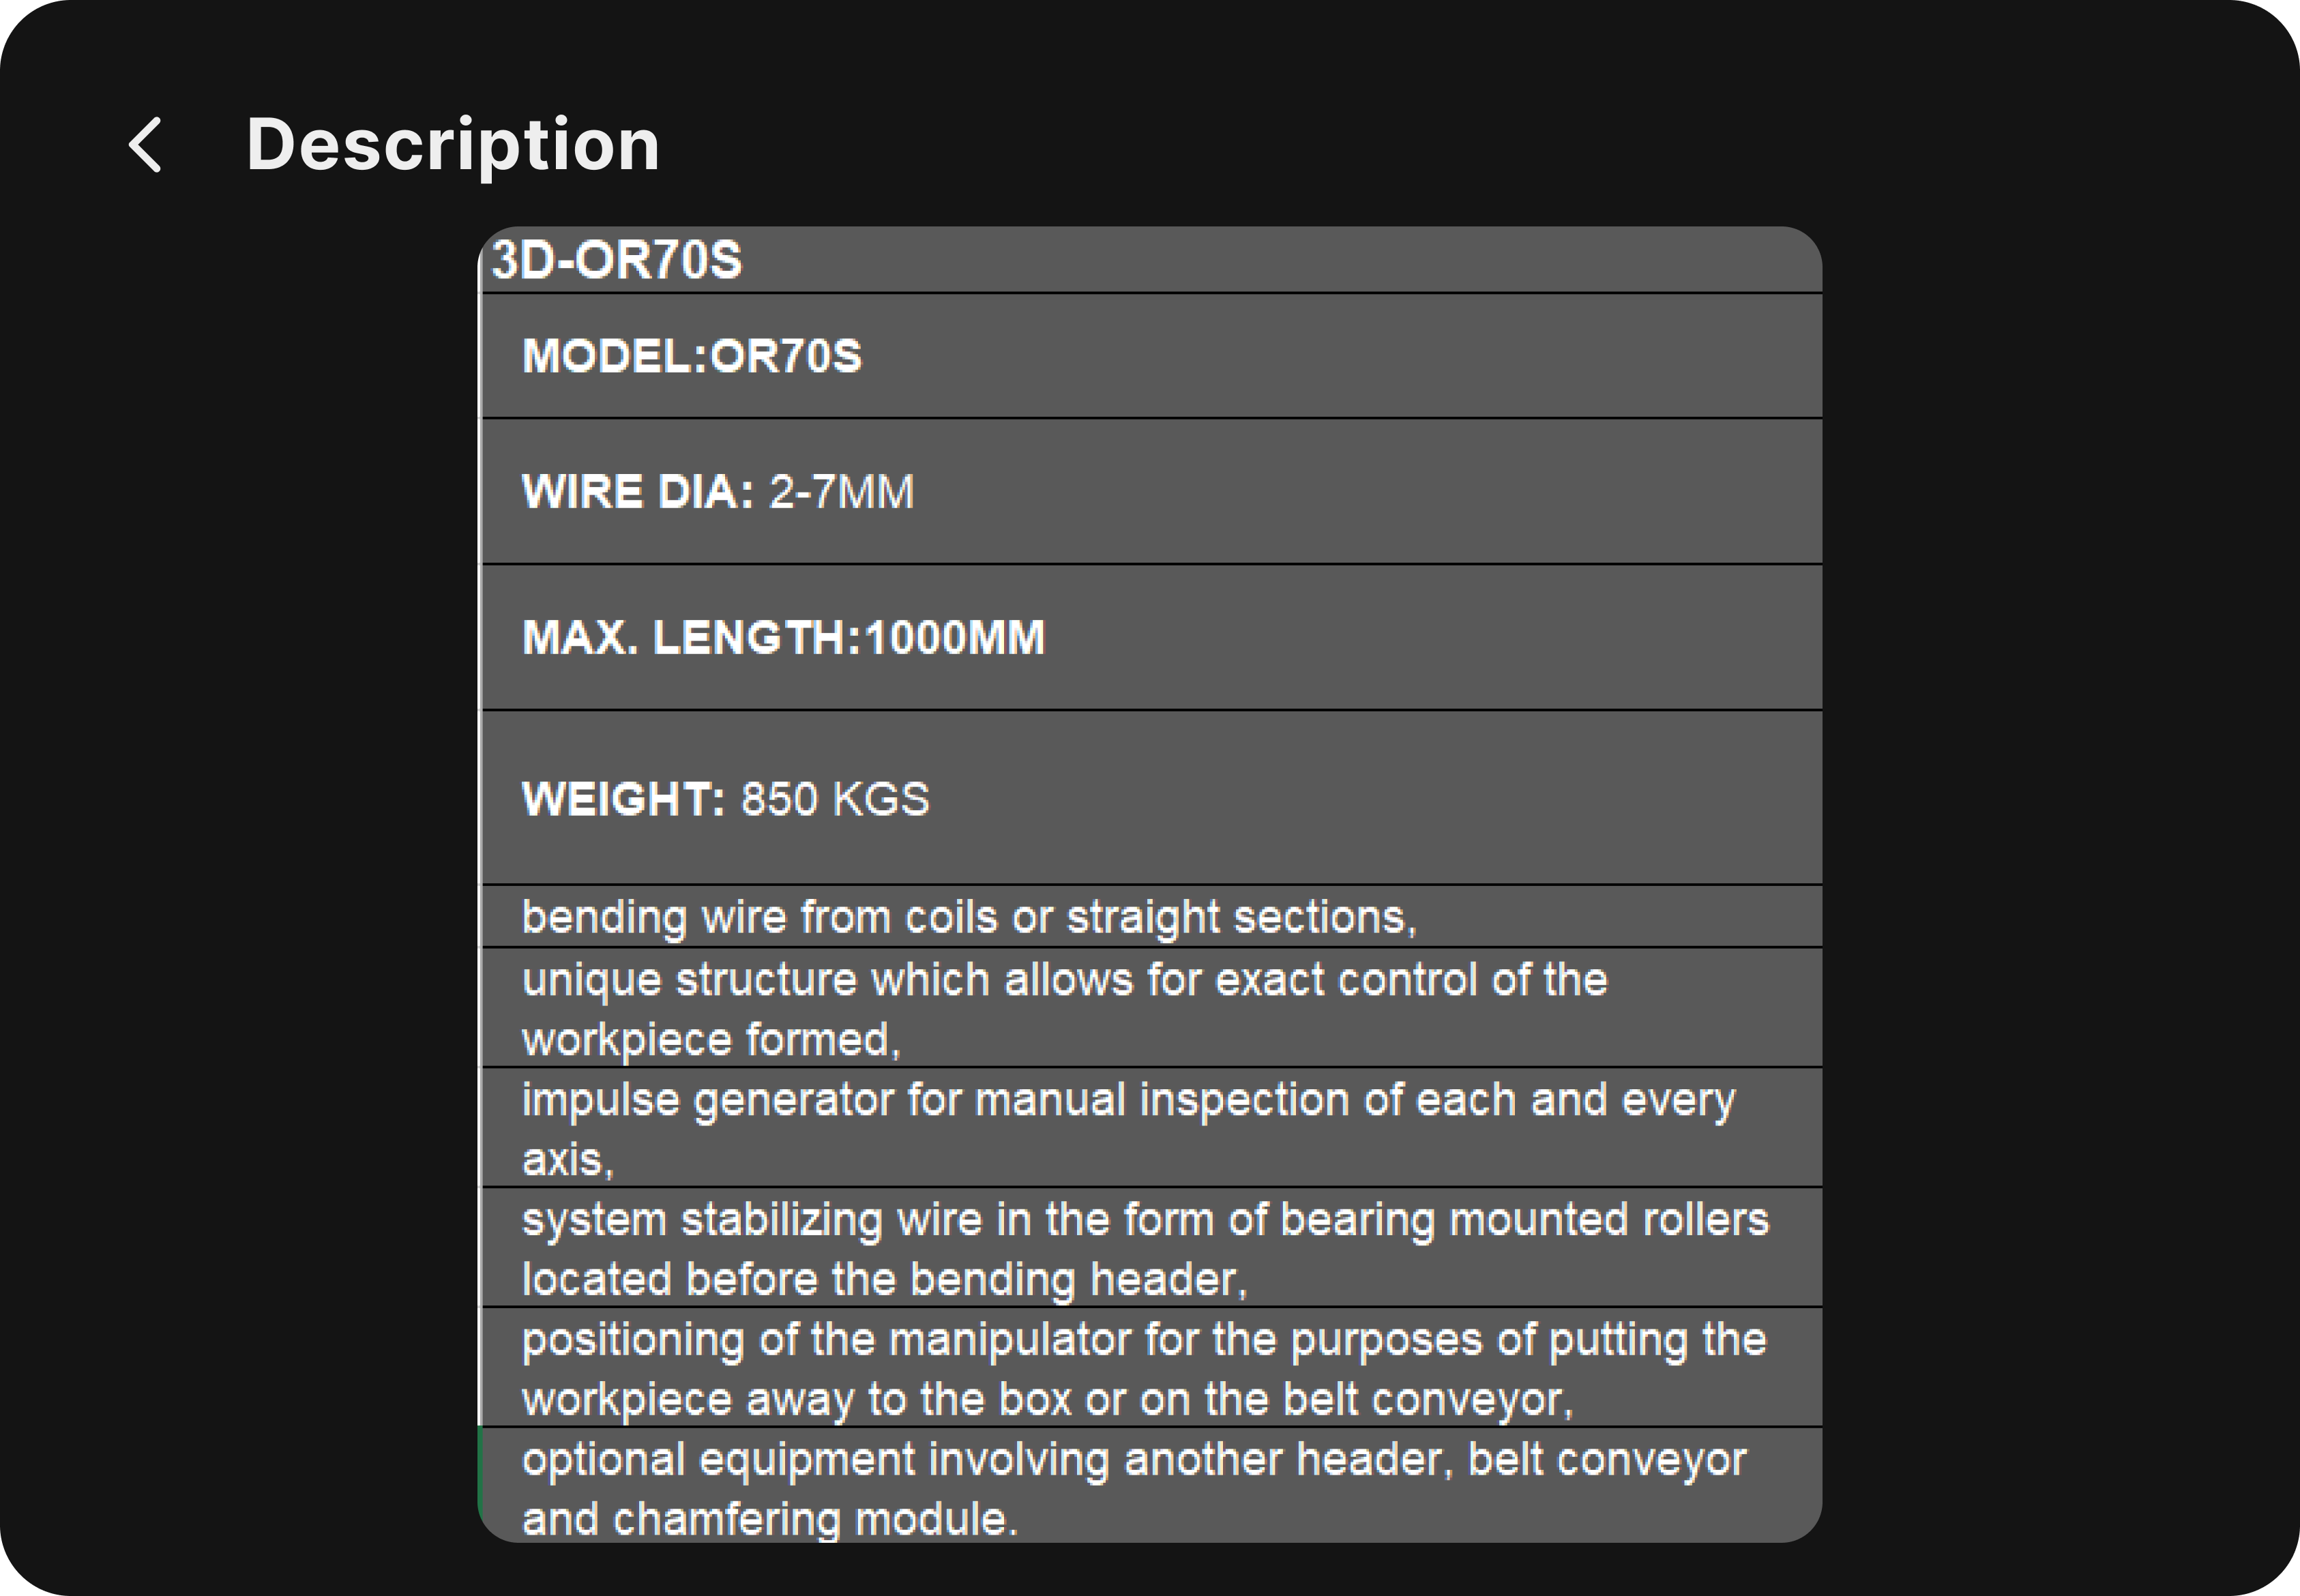 Description
3D-OR70S
MODEL:OR70S
WIRE DIA: 2-7MM
MAX. LENGTH:1000MM
WEIGHT: 850 KGS
bending wire from coils or straight sections,
unique structure which allows for exact control of the
workpiece formed,
impulse generator for manual inspection of each and every
axis,
system stabilizing wire in the form of bearing mounted rollers
located before the bending header,
positioning of the manipulator for the purposes of putting the
workpiece away to the box or on the belt conveyor,
optional equipment involving another header, belt conveyor
and chamfering module.